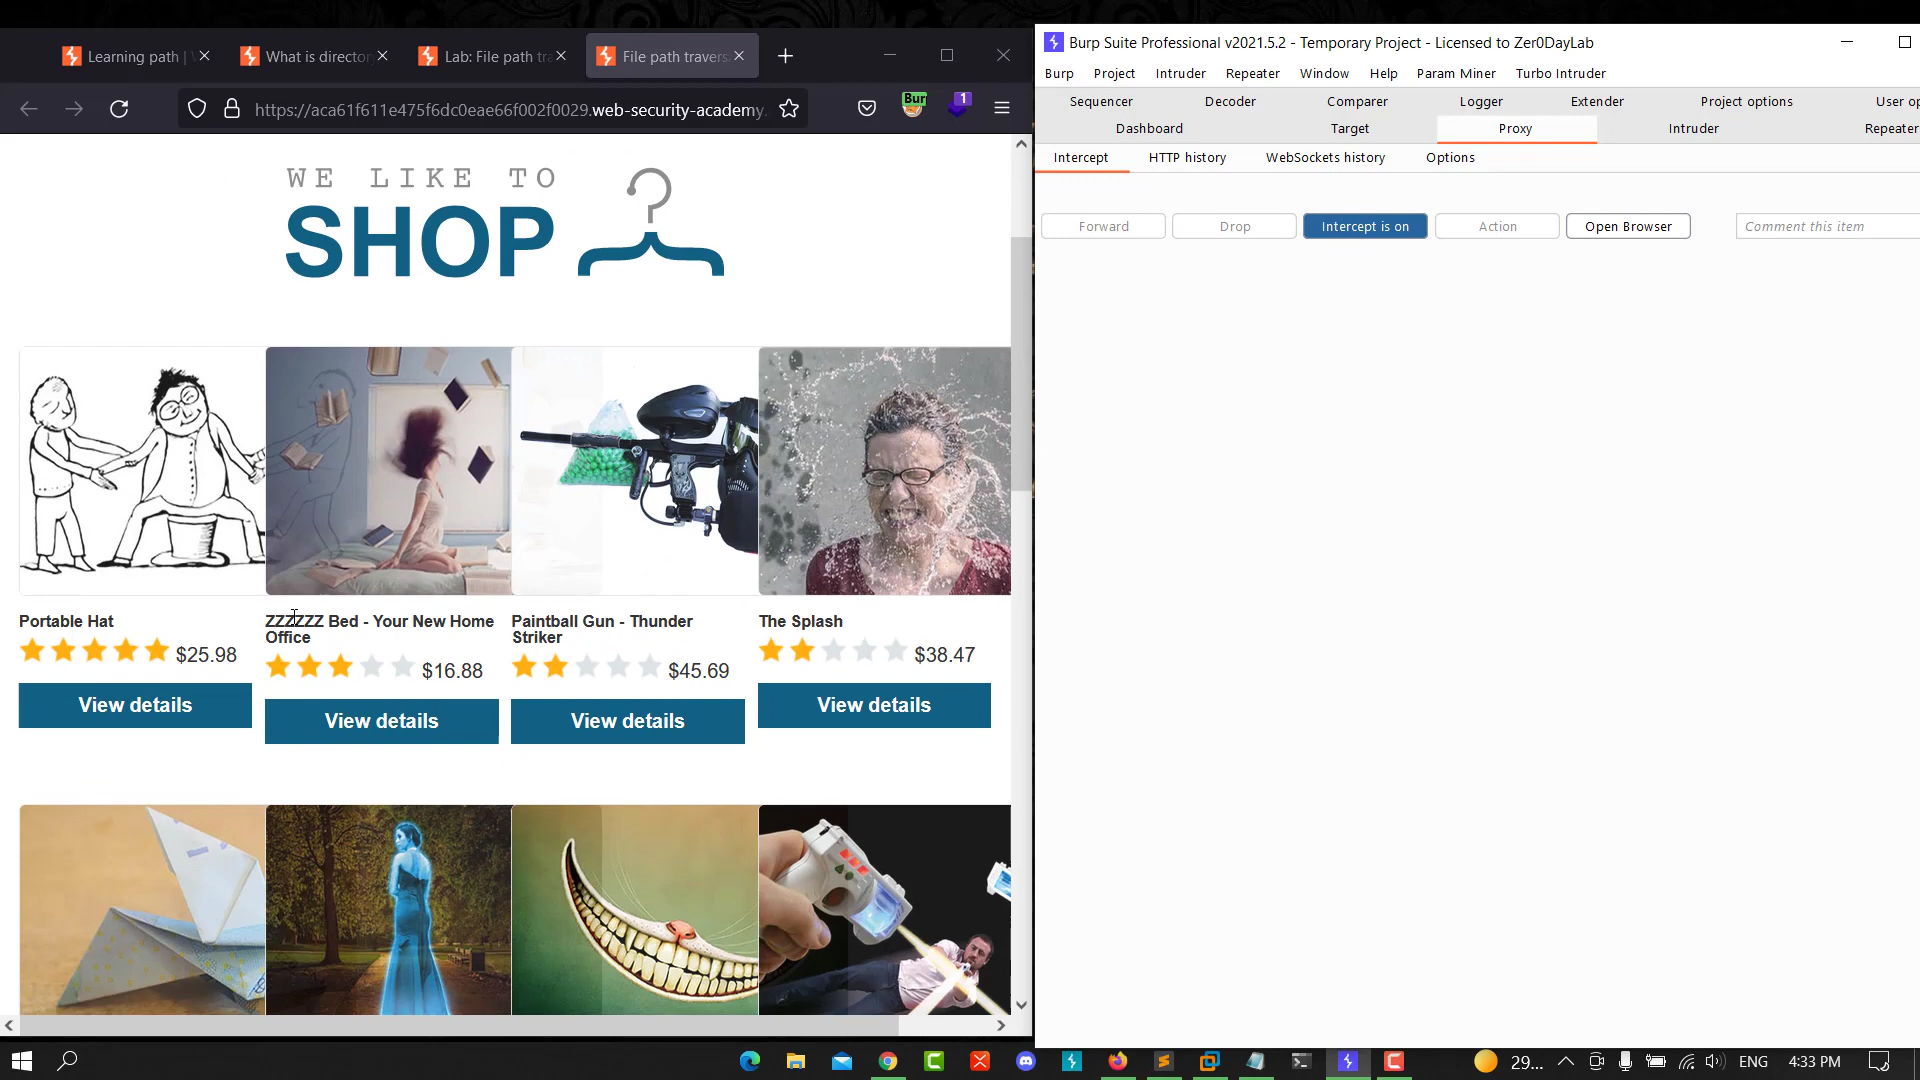 Learning path | W
What is directory
Lab: File path tra
File path travers
https://aca61f611e475f6dc0eae66f002f0029.web-security-academy.
Bur
1
WE LIKE TO
SHOP
Portable Hat
$25.98
View details
ZZZZZZ Bed - Your New Home
Office
$16.88
View details
Paintball Gun - Thunder
Striker
$45.69
View details
The Splash
$38.47
View details
Burp Suite Professional v2021.5.2 - Temporary Project - Licensed to Zer0DayLab
Burp Project Intruder Repeater Window Help Param Miner Turbo Intruder
Sequencer Decoder Comparer Logger Extender Project options User op
Dashboard Target Proxy Intruder Repeater
Intercept HTTP history WebSockets history Options
Forward Drop Intercept is on Action Open Browser Comment this item
29... ENG 4:33 PM